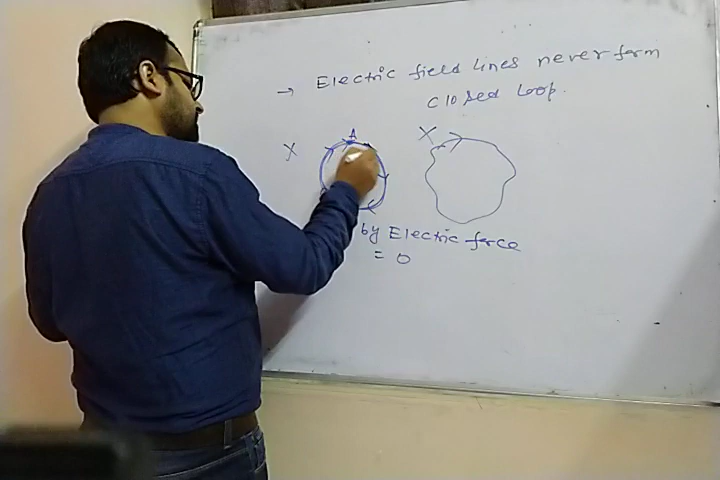 → Electric field lines never form
closed loop.
X A X
by Electric force
= 0